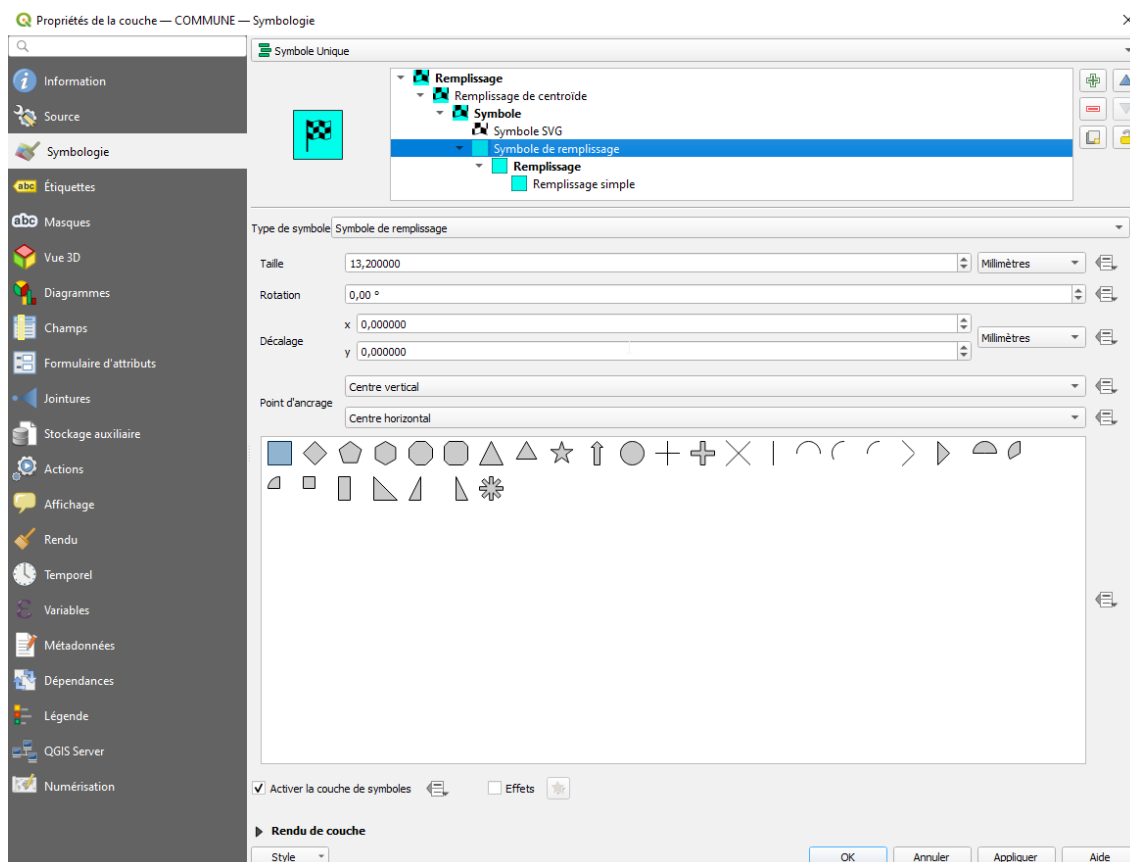 Propriétés de la couche — COMMUNE — Symbologie
Symbole Unique
Information
Source
Symbologie
abc Étiquettes
abc Masques
Vue 3D
Diagrammes
Champs
Formulaire d'attributs
Jointures
Stockage auxiliaire
Actions
Affichage
Rendu
Temporel
Variables
Métadonnées
Dépendances
Légende
QGIS Server
Numérisation
Remplissage
Remplissage de centroïde
Symbole
Symbole SVG
Symbole de remplissage
Remplissage
Remplissage simple
Type de symbole Symbole de remplissage
Taille 13,200000 Millimètres
Rotation 0,00 °
Décalage x 0,000000 Millimètres
y 0,000000
Point d'ancrage Centre vertical
Centre horizontal
Activer la couche de symboles Effets
Rendu de couche
Style OK Annuler Appliquer Aide